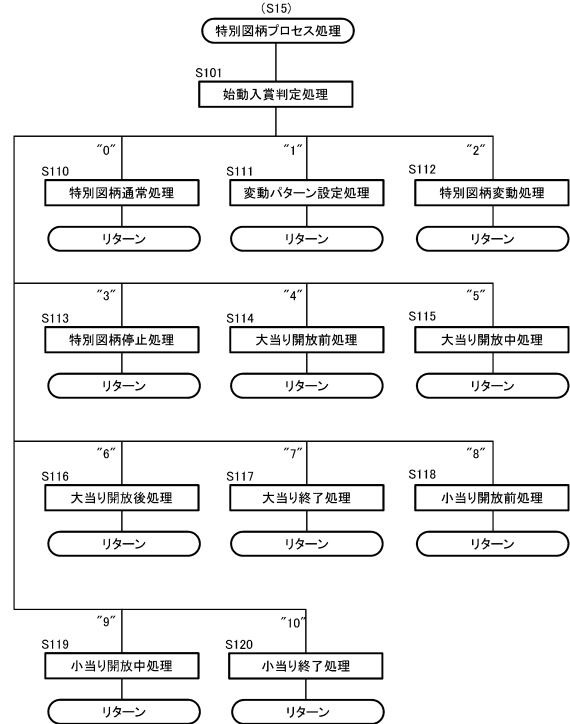 (S15)
特別図柄プロセス処理
S101
始動入賞判定処理
"0"
"1"
"2"
S110
S111
S112
特別図柄通常処理
変動パターン設定処理
特別図柄変動処理
リターン
リターン
リターン
"3"
"4"
"5"
S113
S114
S115
特別図柄停止処理
大当り開放前処理
大当り開放中処理
リターン
リターン
リターン
"6"
"7"
"8"
S116
S117
S118
大当り開放後処理
大当り終了処理
小当り開放前処理
リターン
リターン
リターン
"9"
"10"
S119
S120
小当り開放中処理
小当り終了処理
リターン
リターン